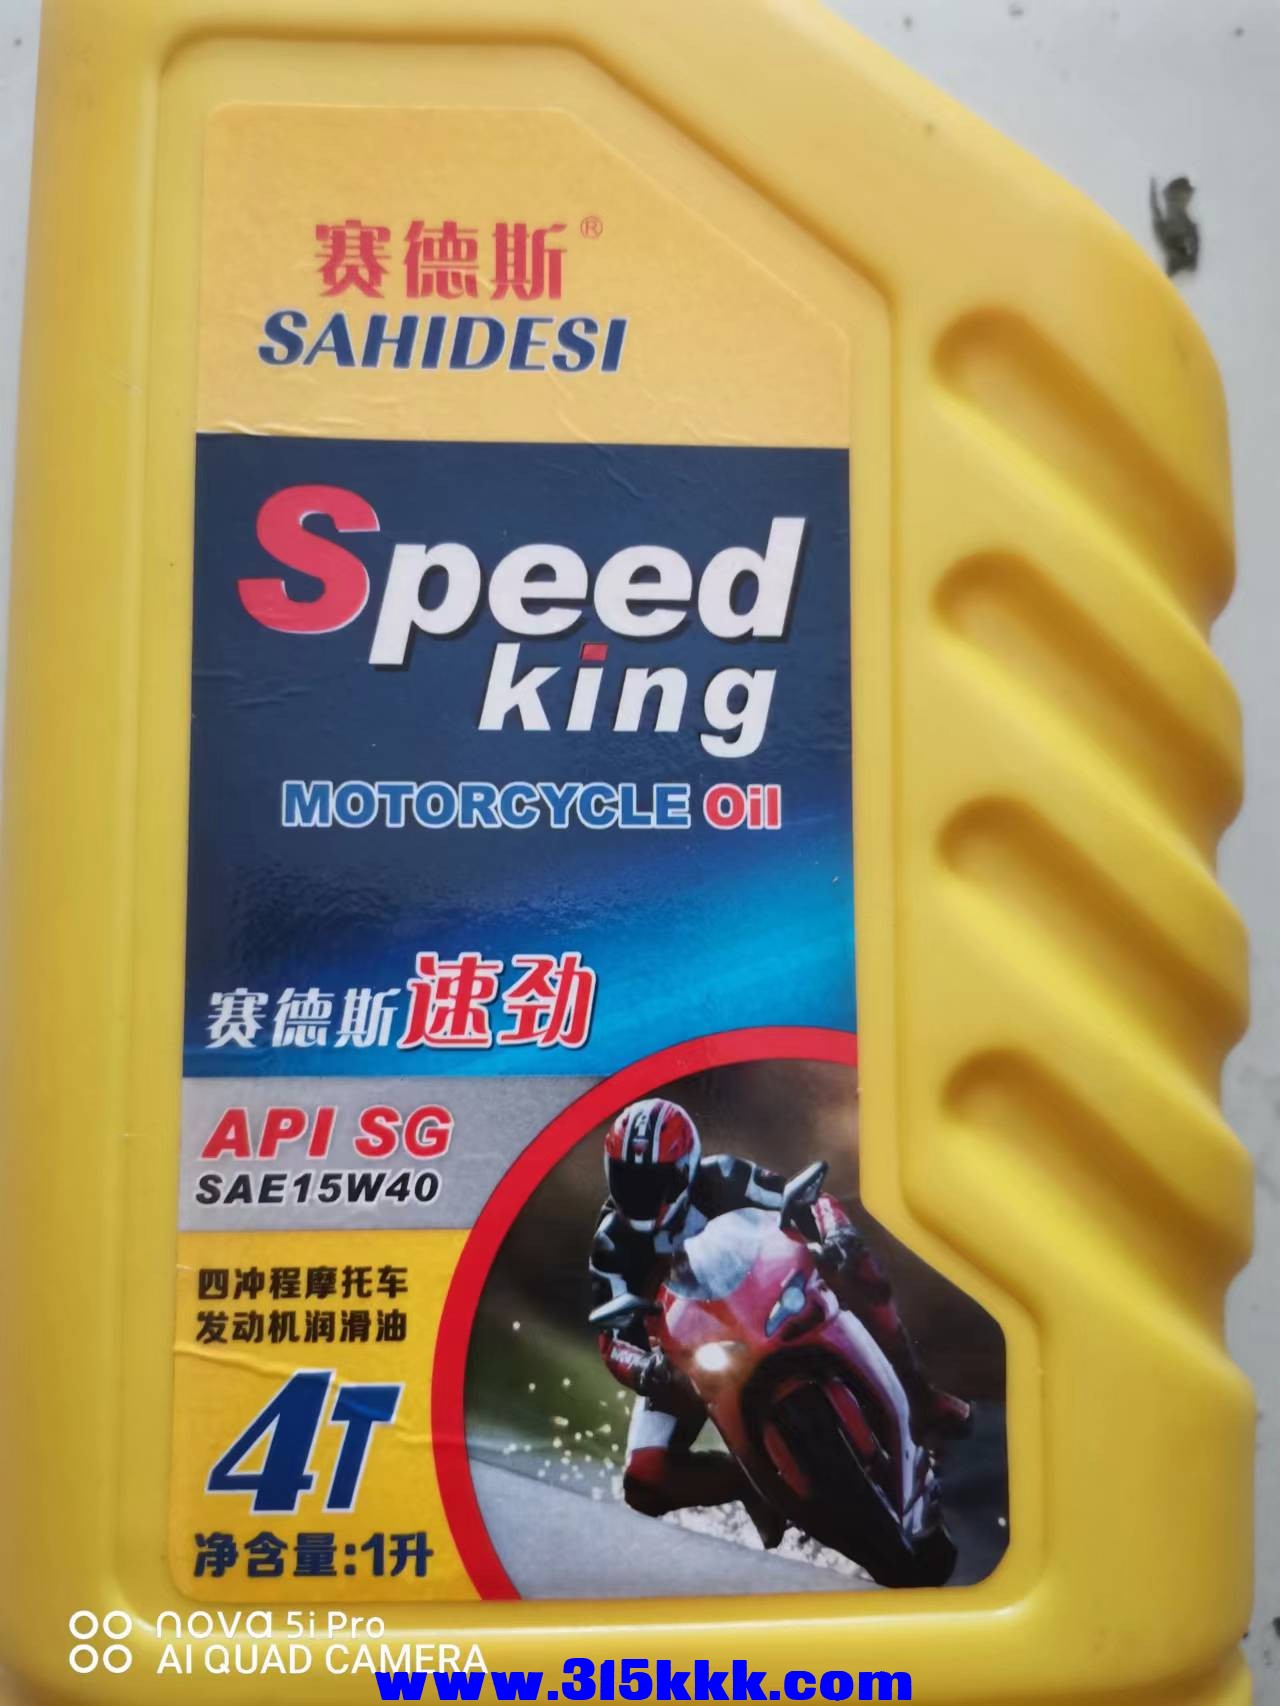 赛德斯®
SAHIDESI
Speed
king
MOTORCYCLE Oil
赛德斯速劲
API SG
SAE15W40
四冲程摩托车
发动机润滑油
4T
净含量:1升
nova 5i Pro
AI QUAD CAMERA
www.315kkk.com